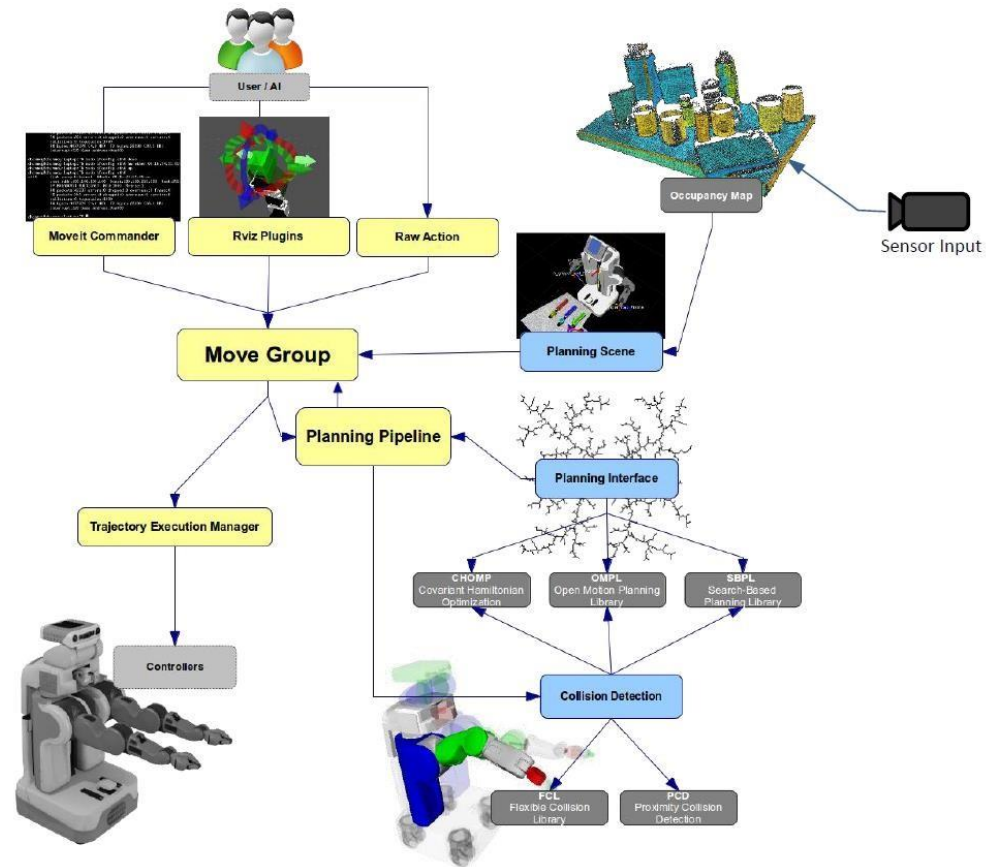 User / AI
Moveit Commander
Rviz Plugins
Raw Action
Occupancy Map
Sensor Input
Move Group
Planning Scene
Planning Pipeline
Planning Interface
Trajectory Execution Manager
CHOMP
Covariant Hamiltonian
Optimization
OMPL
Open Motion Planning
Library
SBPL
Search-Based
Planning Library
Controllers
Collision Detection
FCL
Flexible Collision
Library
PCD
Proximity Collision
Detection